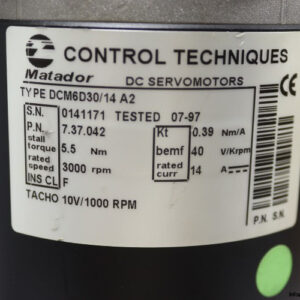 CONTROL TECHNIQUES
Matador DC SERVOMOTORS
TYPE DCM6D30/14 A2
S.N. 0141171 TESTED 07-97
P.N. 7.37.042 Kt 0.39 Nm/A
stall torque 5.5 Nm bemf 40 V/Krpm
rated speed 3000 rpm rated curr 14 A
INS CL F
TACHO 10V/1000 RPM
CE
P.N. S.N.